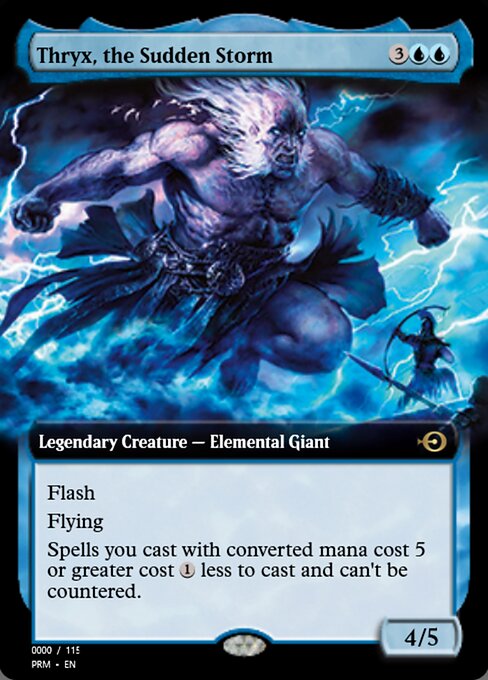 Thryx, the Sudden Storm 3
Legendary Creature — Elemental Giant
Flash
Flying
Spells you cast with converted mana cost 5
or greater cost 1 less to cast and can't be
countered.
4/5
0000 / 115
PRM • EN